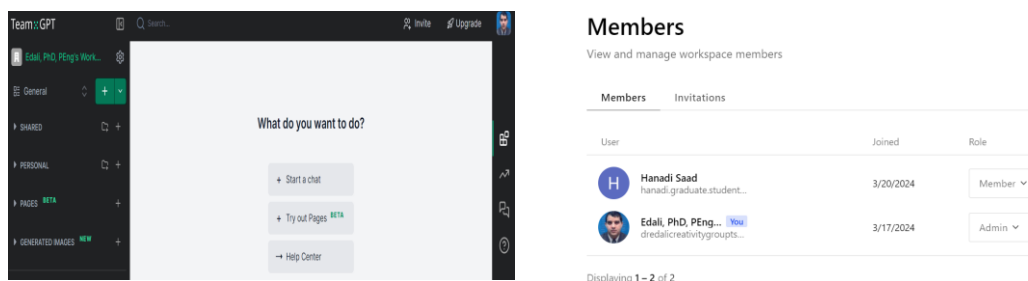 Team::GPT
Search...
Invite
Upgrade
Edali, PhD, PEng's Work...
General
SHARED
PERSONAL
PAGES BETA
GENERATED IMAGES NEW
What do you want to do?
+ Start a chat
+ Try out Pages BETA
→ Help Center
Members
View and manage workspace members
Members Invitations
User Joined Role
H
Hanadi Saad
hanadi.graduate.student...
3/20/2024 Member
Edali, PhD, PEng... You
dredalicreativitygroupts...
3/17/2024 Admin
Displaying 1 – 2 of 2